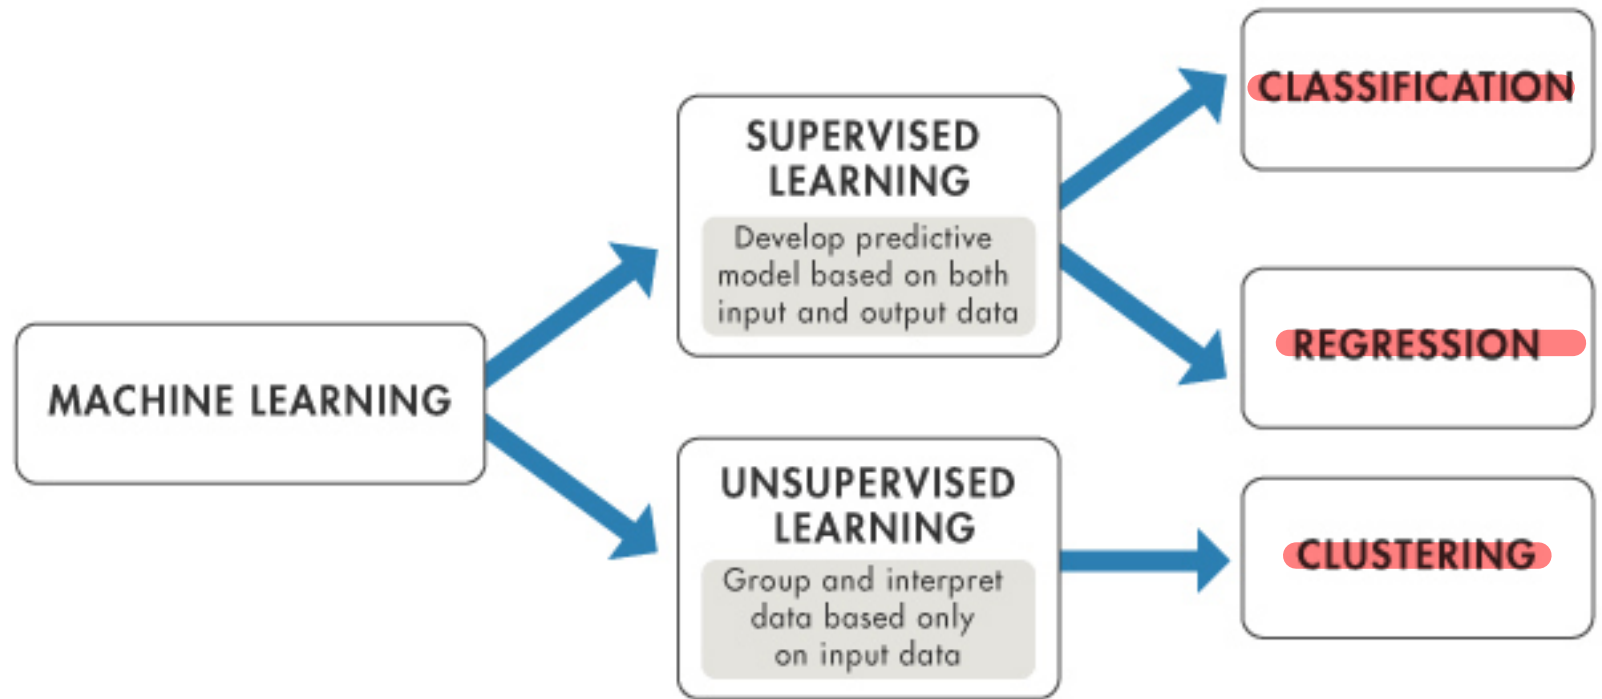 MACHINE LEARNING
SUPERVISED
LEARNING
Develop predictive
model based on both
input and output data
UNSUPERVISED
LEARNING
Group and interpret
data based only
on input data
CLASSIFICATION
REGRESSION
CLUSTERING